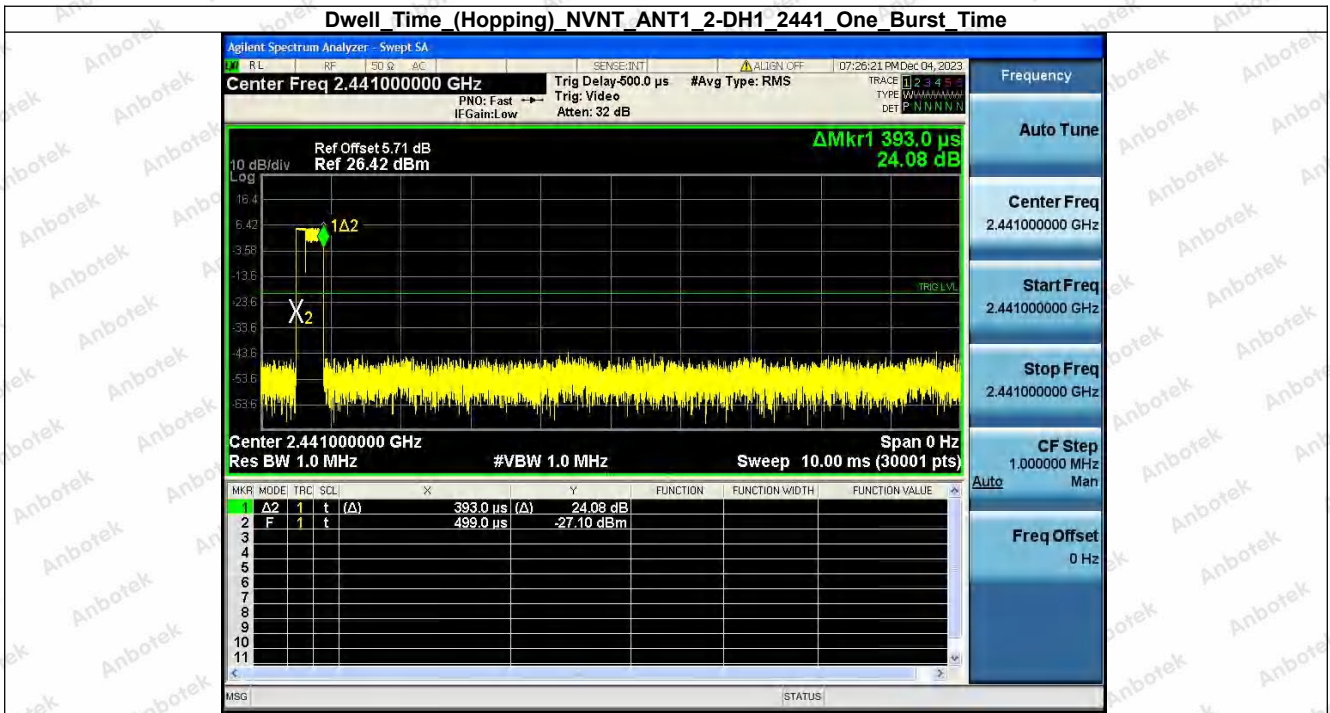 Dwell_Time_(Hopping)_NVNT_ANT1_2-DH1_2441_One_Burst_Time
Agilent Spectrum Analyzer - Swept SA
RL RF 50 Ω AC SENSE:INT ALIGN OFF 07:26:21 PM Dec 04, 2023
Center Freq 2.441000000 GHz
PNO: Fast
IFGain:Low
Trig Delay-500.0 µs
Trig: Video
Atten: 32 dB
#Avg Type: RMS
TRACE 1 2 3 4 5 6
TYPE WWWWWW
DET P N N N N N
ΔMkr1 393.0 µs
24.08 dB
Ref Offset 5.71 dB
10 dB/div Ref 26.42 dBm
Log
16.4
6.42
-3.58
-13.6
-23.6
-33.6
-43.6
-53.6
-63.6
1Δ2
TRIG LVL
X2
Center 2.441000000 GHz Span 0 Hz
Res BW 1.0 MHz #VBW 1.0 MHz Sweep 10.00 ms (30001 pts)
MKR MODE TRC SCL X Y FUNCTION FUNCTION WIDTH FUNCTION VALUE
1 Δ2 1 t (Δ) 393.0 µs (Δ) 24.08 dB
2 F 1 t 499.0 µs -27.10 dBm
3
4
5
6
7
8
9
10
11
MSG STATUS
Frequency
Auto Tune
Center Freq
2.441000000 GHz
Start Freq
2.441000000 GHz
Stop Freq
2.441000000 GHz
CF Step
1.000000 MHz
Auto Man
Freq Offset
0 Hz
Anbotek